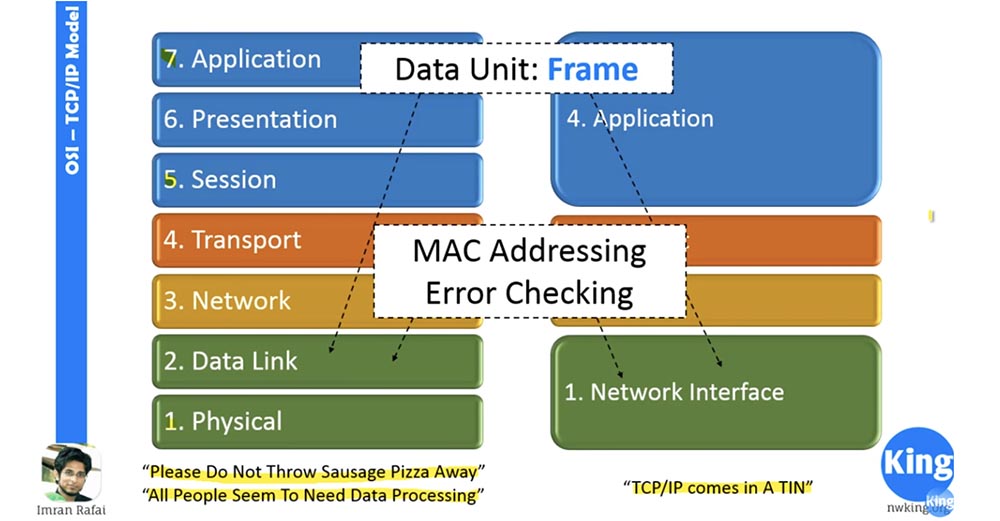 OSI – TCP/IP Model
7. Application
6. Presentation
5. Session
4. Transport
3. Network
2. Data Link
1. Physical
Data Unit: Frame
MAC Addressing
Error Checking
4. Application
1. Network Interface
“Please Do Not Throw Sausage Pizza Away”
“All People Seem To Need Data Processing”
“TCP/IP comes in A TIN”
Imran Rafai
King
King
nwking.org